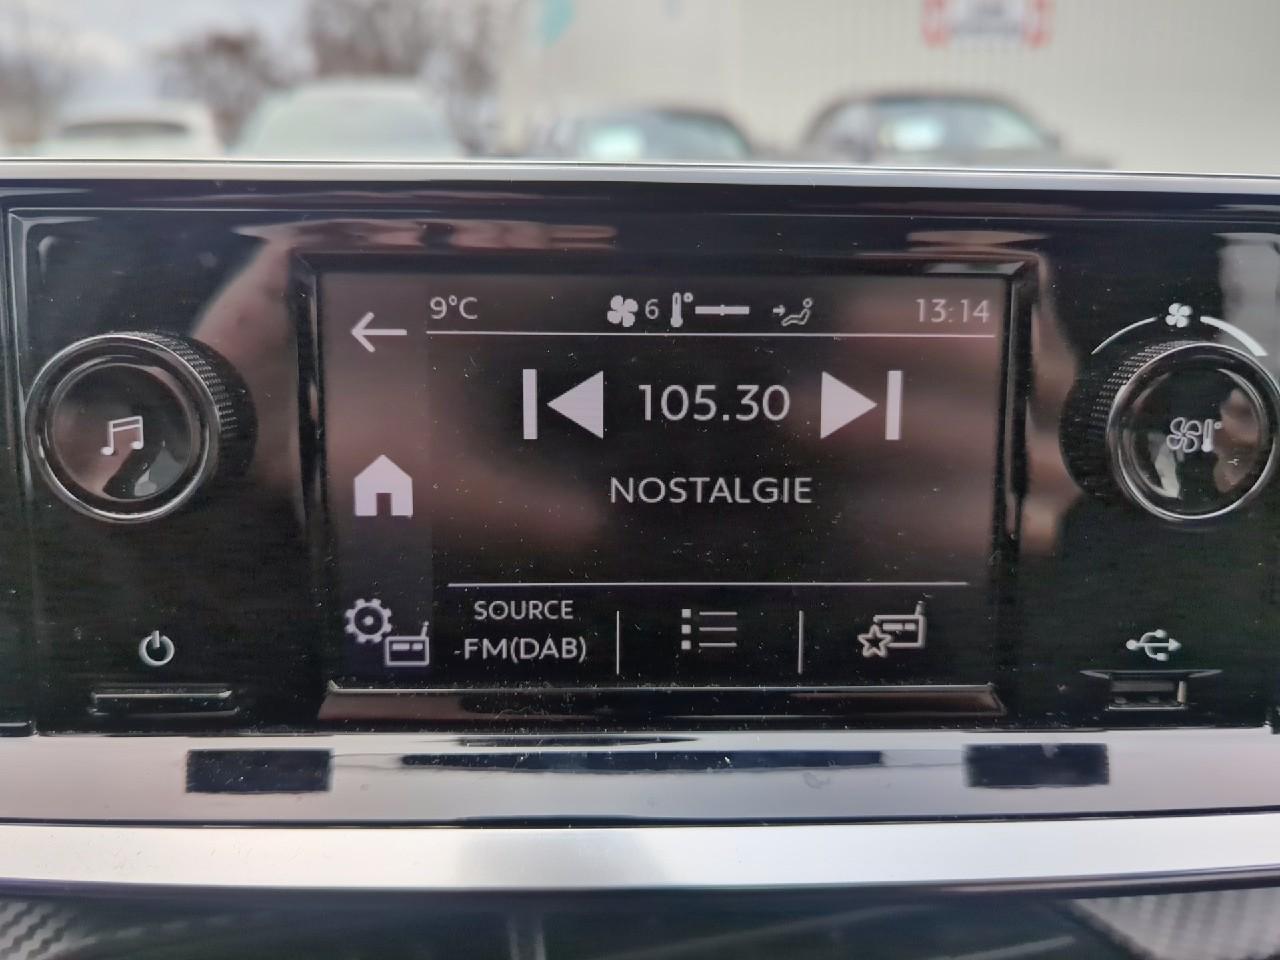 9°C 6 13:14
105.30
NOSTALGIE
SOURCE
-FM(DAB)